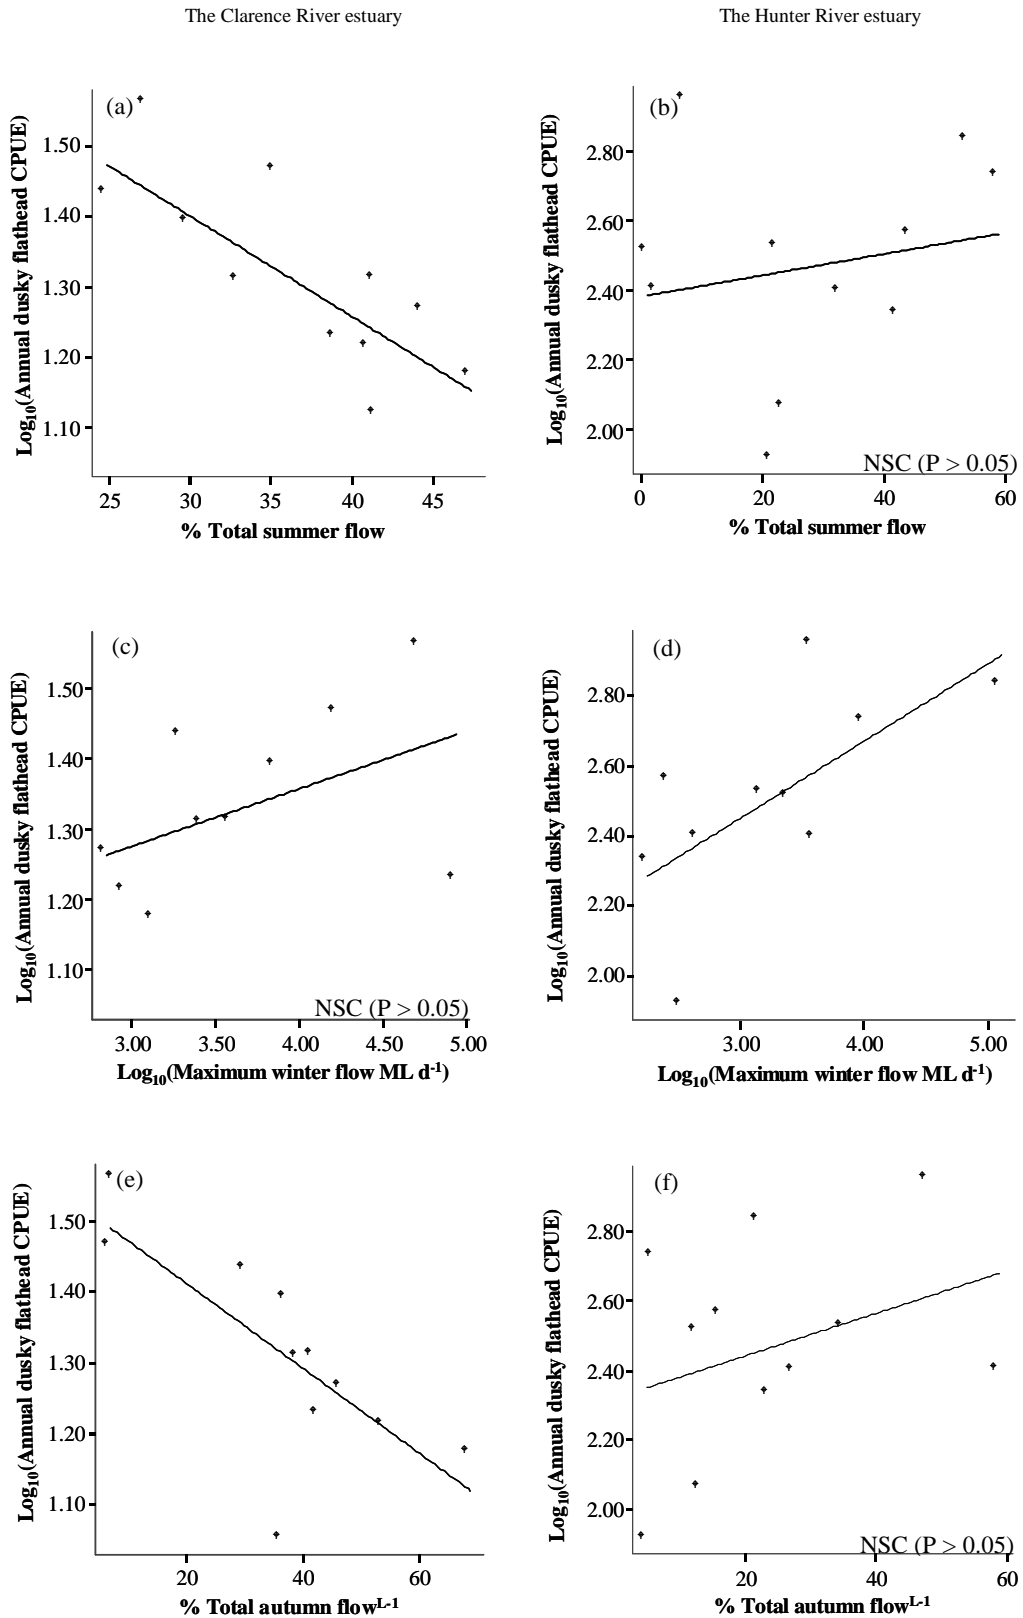 The Clarence River estuary
The Hunter River estuary
(a)
Log10(Annual dusky flathead CPUE)
1.50
1.40
1.30
1.20
1.10
25 30 35 40 45
% Total summer flow
(b)
Log10(Annual dusky flathead CPUE)
2.80
2.60
2.40
2.20
2.00
NSC (P > 0.05)
0 20 40 60
% Total summer flow
(c)
Log10(Annual dusky flathead CPUE)
1.50
1.40
1.30
1.20
1.10
NSC (P > 0.05)
3.00 3.50 4.00 4.50 5.00
Log10(Maximum winter flow ML d-1)
(d)
Log10(Annual dusky flathead CPUE)
2.80
2.60
2.40
2.20
2.00
3.00 4.00 5.00
Log10(Maximum winter flow ML d-1)
(e)
Log10(Annual dusky flathead CPUE)
1.50
1.40
1.30
1.20
1.10
20 40 60
% Total autumn flowL-1
(f)
Log10(Annual dusky flathead CPUE)
2.80
2.60
2.40
2.20
2.00
NSC (P > 0.05)
20 40 60
% Total autumn flowL-1